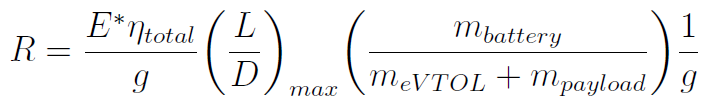 R = \frac{E^* \eta_{total}}{g} \left( \frac{L}{D} \right)_{max} \left( \frac{m_{battery}}{m_{eVTOL} + m_{payload}} \right) \frac{1}{g}